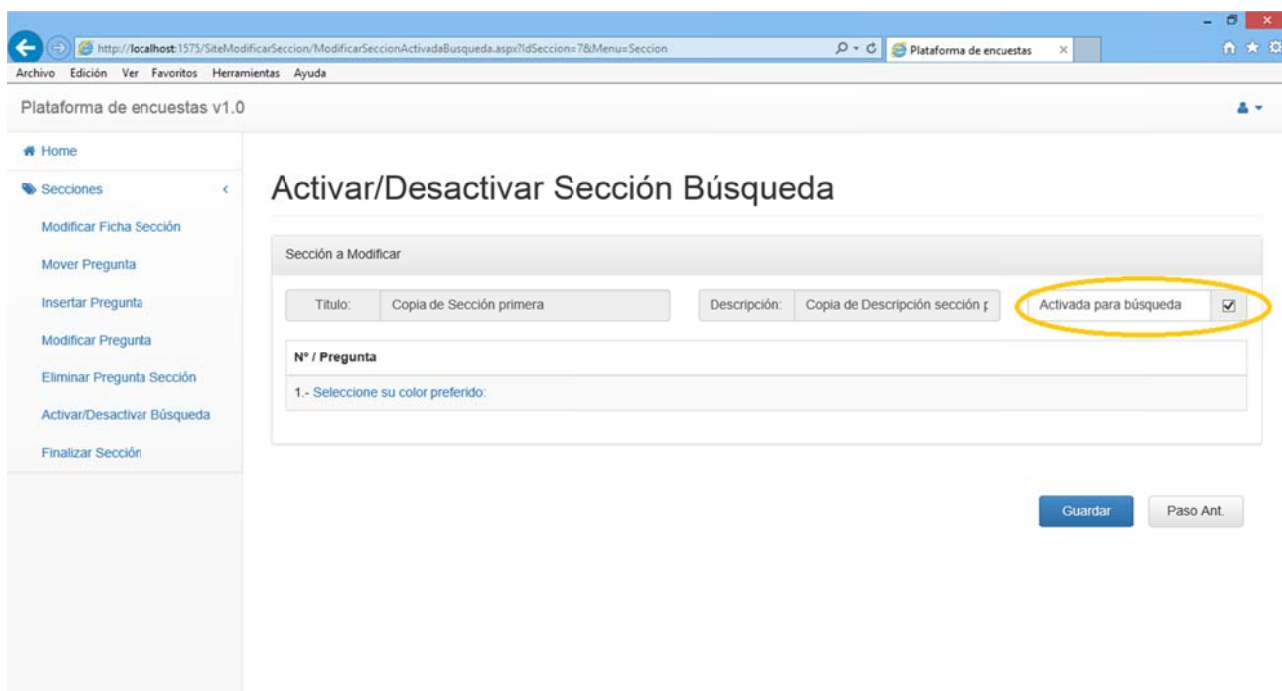 http://localhost:1575/SiteModificarSeccion/ModificarSeccionActivadaBusqueda.aspx?IdSeccion=7&Menu=Seccion
Plataforma de encuestas
Archivo Edición Ver Favoritos Herramientas Ayuda
Plataforma de encuestas v1.0
Home
Secciones
Modificar Ficha Sección
Mover Pregunta
Insertar Pregunta
Modificar Pregunta
Eliminar Pregunta Sección
Activar/Desactivar Búsqueda
Finalizar Sección
Activar/Desactivar Sección Búsqueda
Sección a Modificar
Titulo: Copia de Sección primera Descripción: Copia de Descripción sección p Activada para búsqueda
Nº / Pregunta
1.- Seleccione su color preferido:
Guardar Paso Ant.